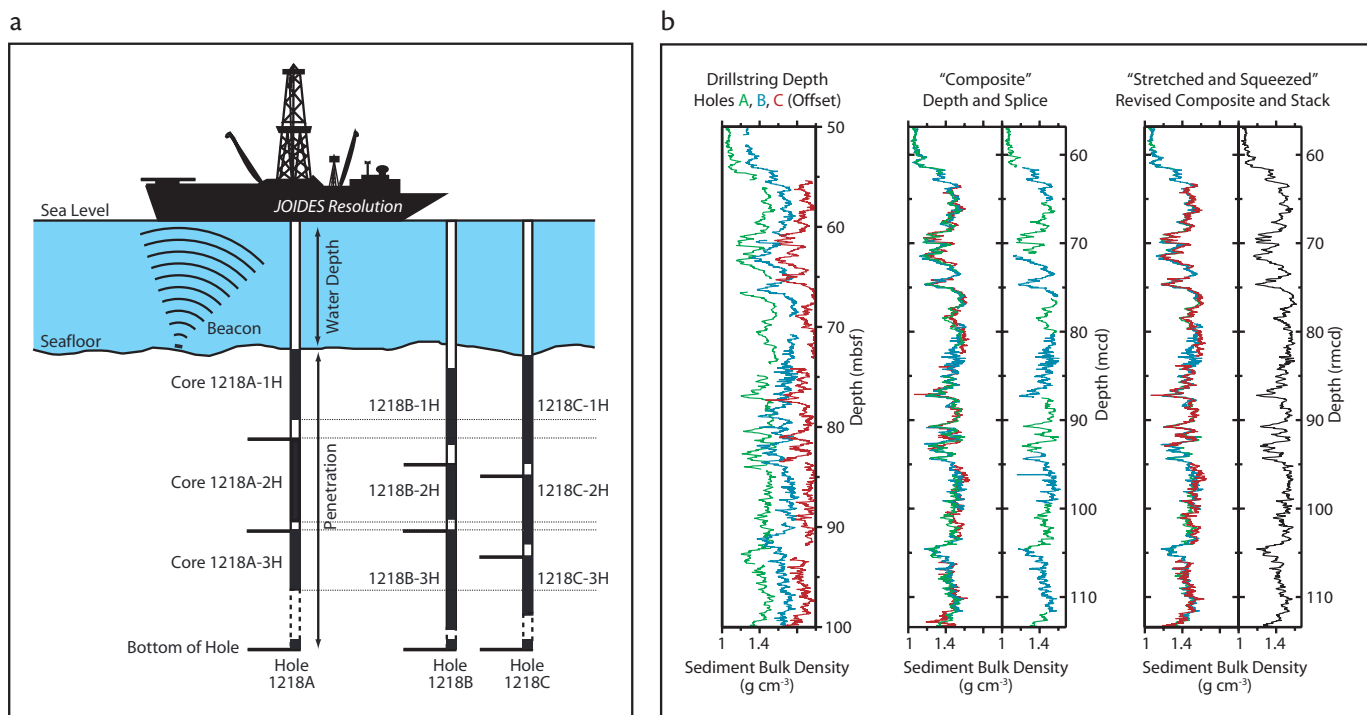 a
JOIDES Resolution
Sea Level
Water Depth
Beacon
Seafloor
Penetration
Core 1218A-1H
1218B-1H
1218C-1H
Core 1218A-2H
1218B-2H
1218C-2H
Core 1218A-3H
1218B-3H
1218C-3H
Bottom of Hole
Hole
1218A
Hole
1218B
Hole
1218C
b
Drillstring Depth
Holes A, B, C (Offset)
50
60
70
80
90
100
Depth (mbsf)
1
1.4
Sediment Bulk Density
(g cm-3)
“Composite”
Depth and Splice
60
70
80
90
100
110
Depth (mcd)
1
1.4
1.4
Sediment Bulk Density
(g cm-3)
“Stretched and Squeezed”
Revised Composite and Stack
60
70
80
90
100
110
Depth (rmcd)
1
1.4
1
1.4
Sediment Bulk Density
(g cm-3)